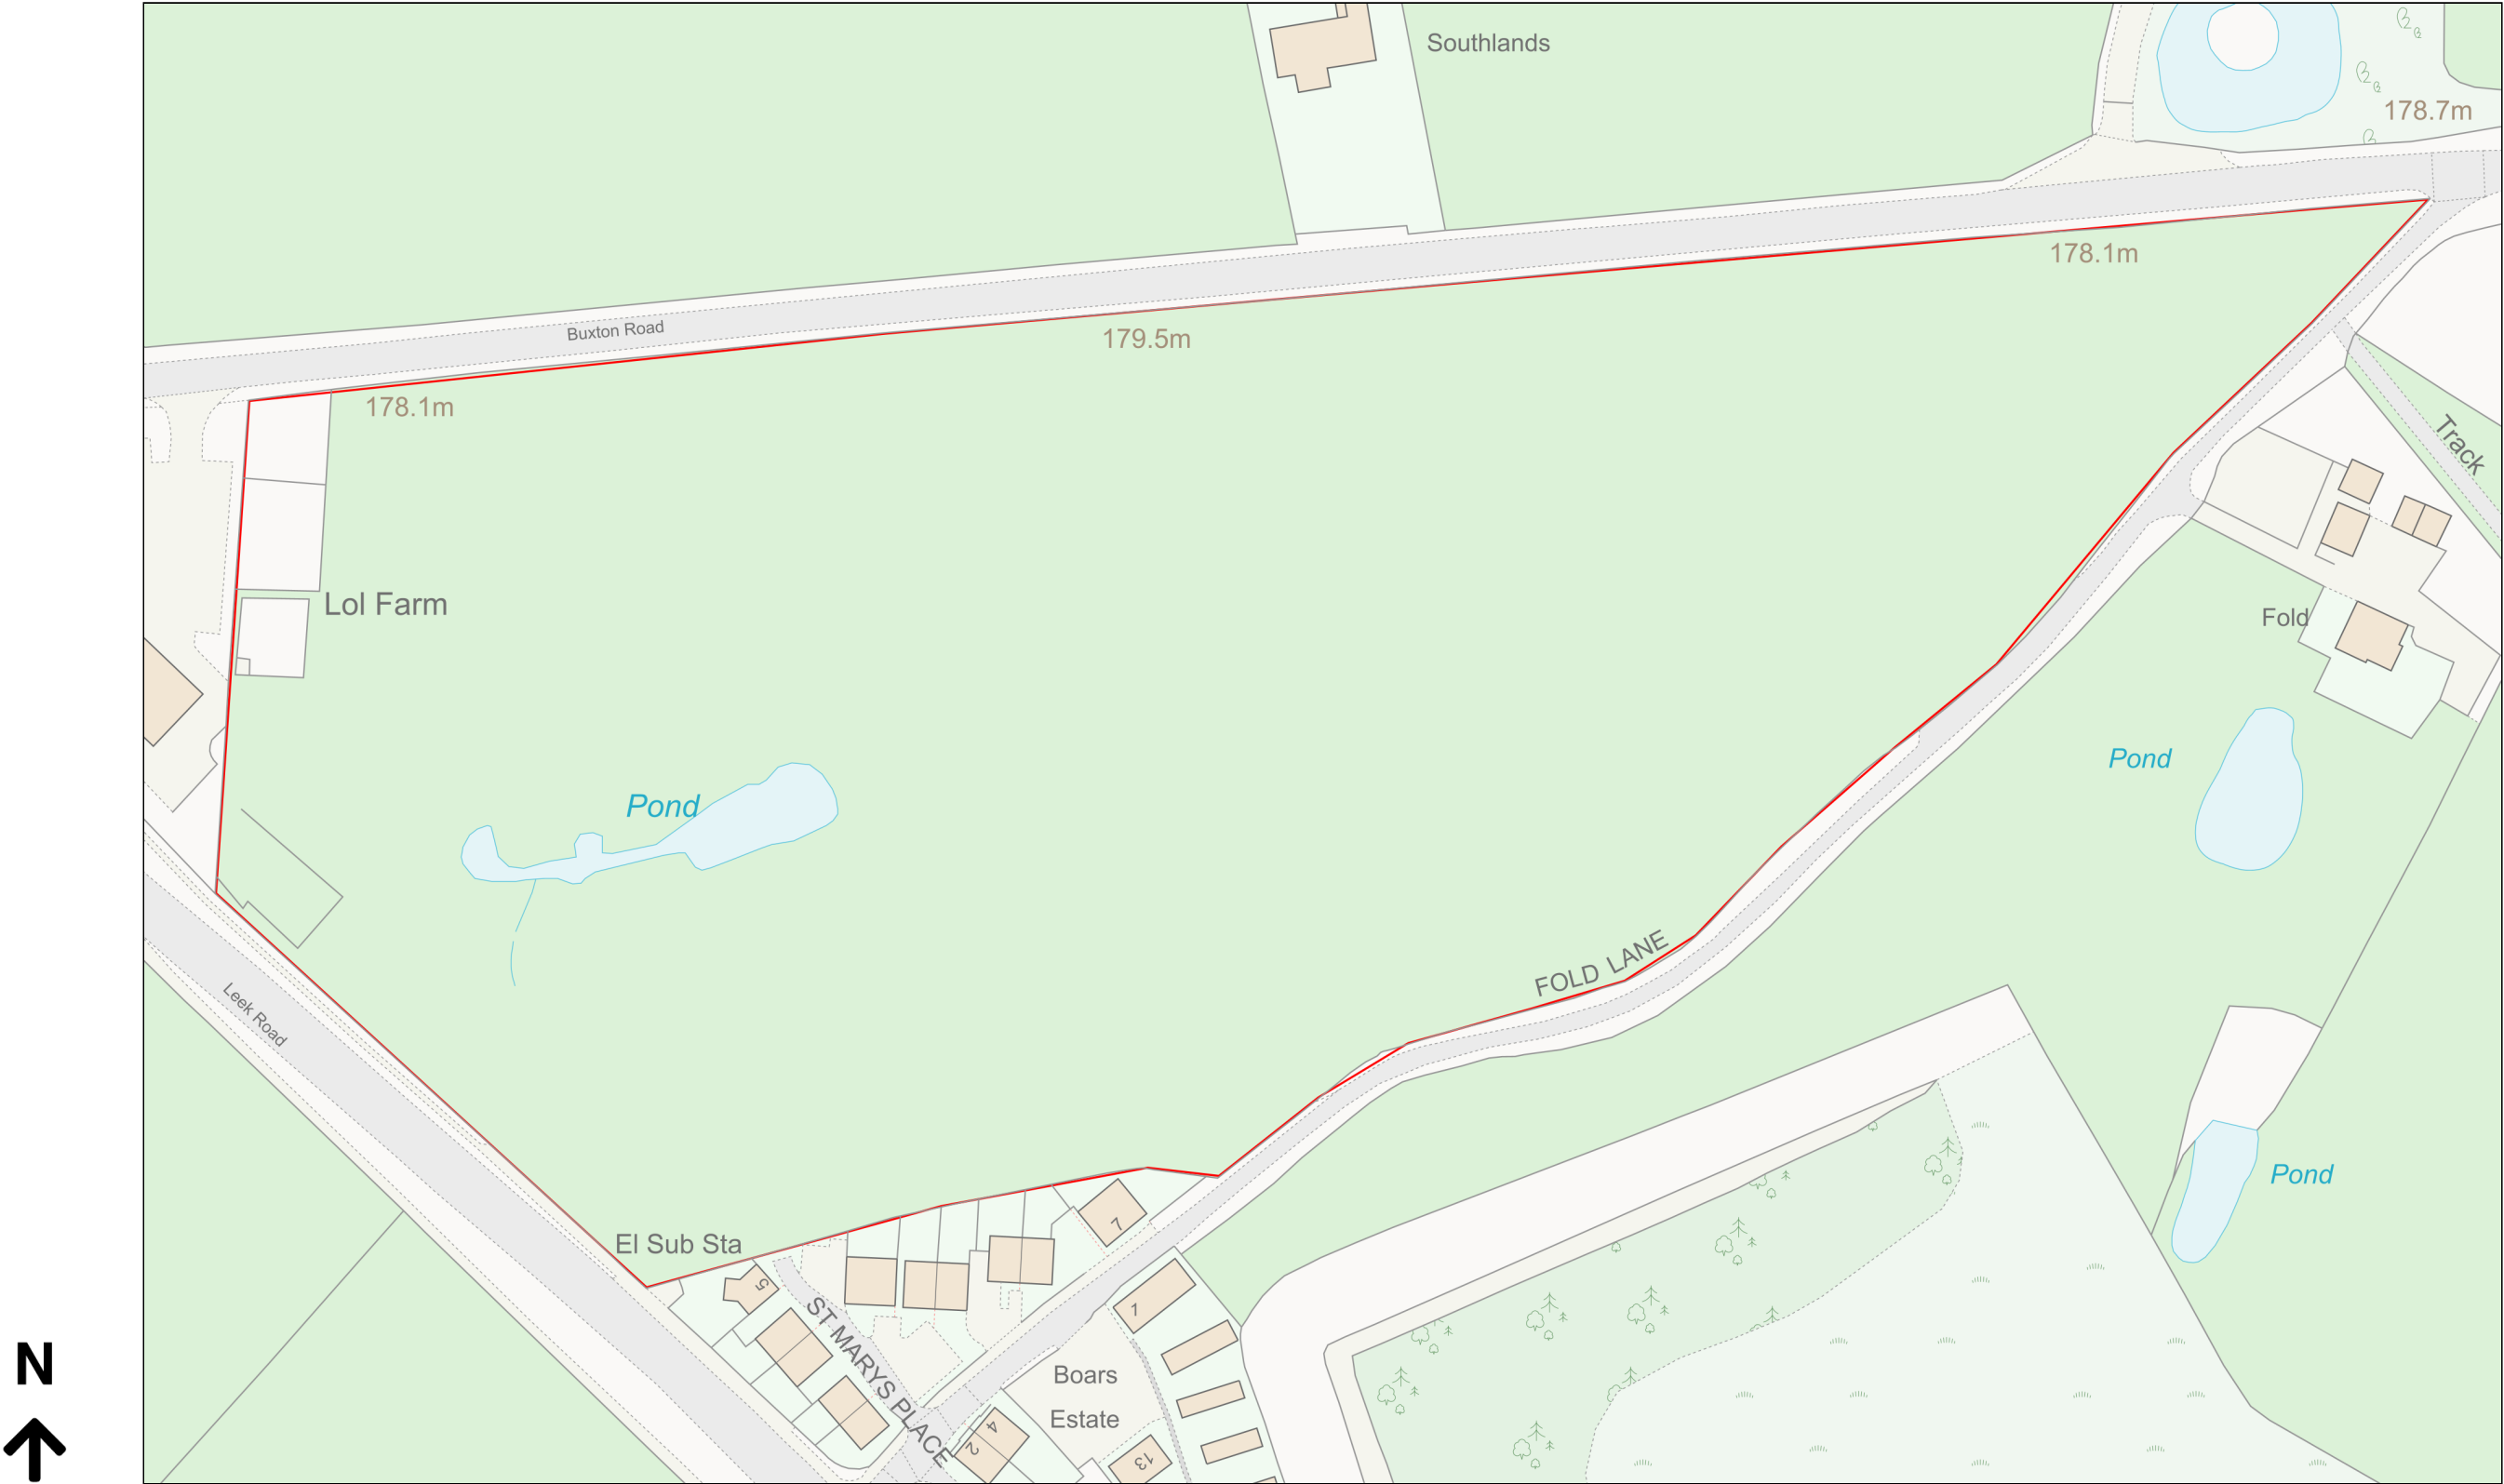 Southlands
178.7m
178.1m
Buxton Road
179.5m
178.1m
Track
Lol Farm
Fold
Pond
Pond
FOLD LANE
Leek Road
Pond
7
El Sub Sta
5
1
ST MARYS PLACE
Boars
Estate
4
2
13
N